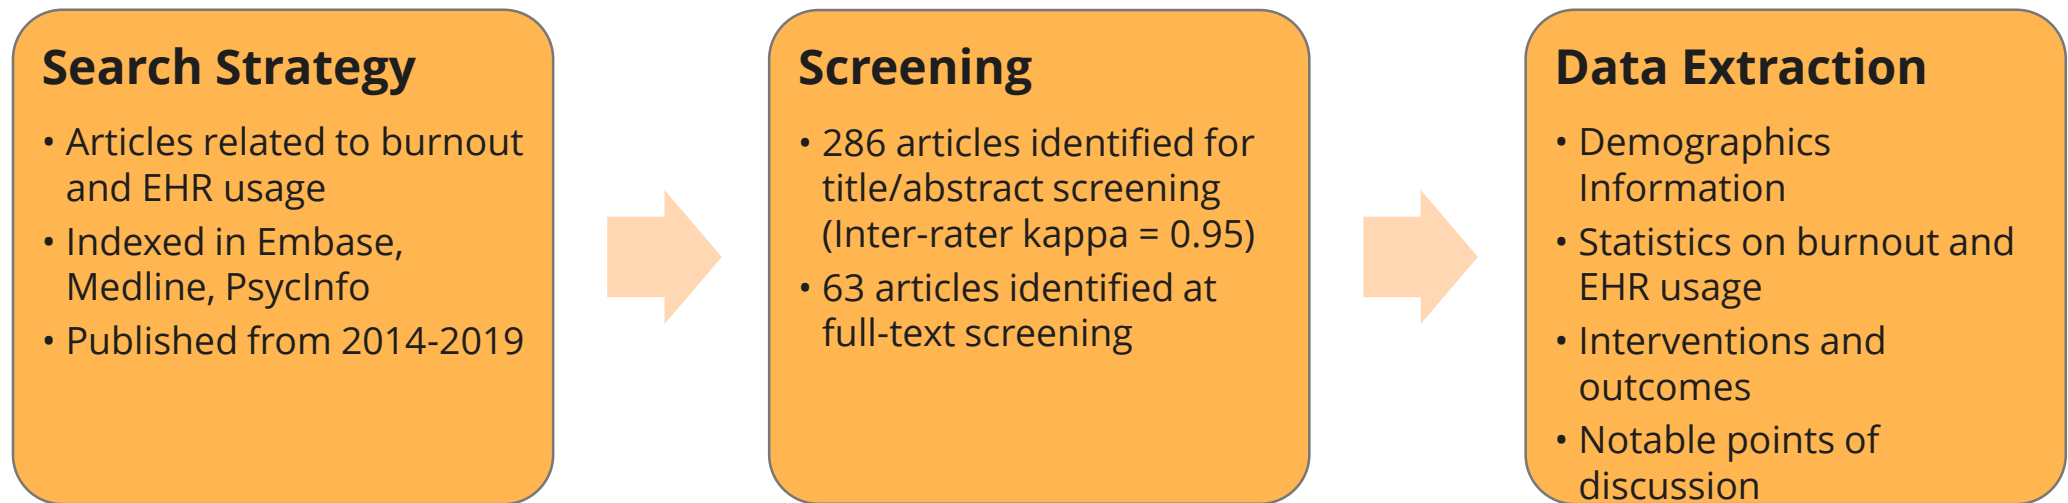 Search Strategy
• Articles related to burnout
and EHR usage
• Indexed in Embase,
Medline, PsycInfo
• Published from 2014-2019
Screening
• 286 articles identified for
title/abstract screening
(Inter-rater kappa = 0.95)
• 63 articles identified at
full-text screening
Data Extraction
• Demographics
Information
• Statistics on burnout and
EHR usage
• Interventions and
outcomes
• Notable points of
discussion